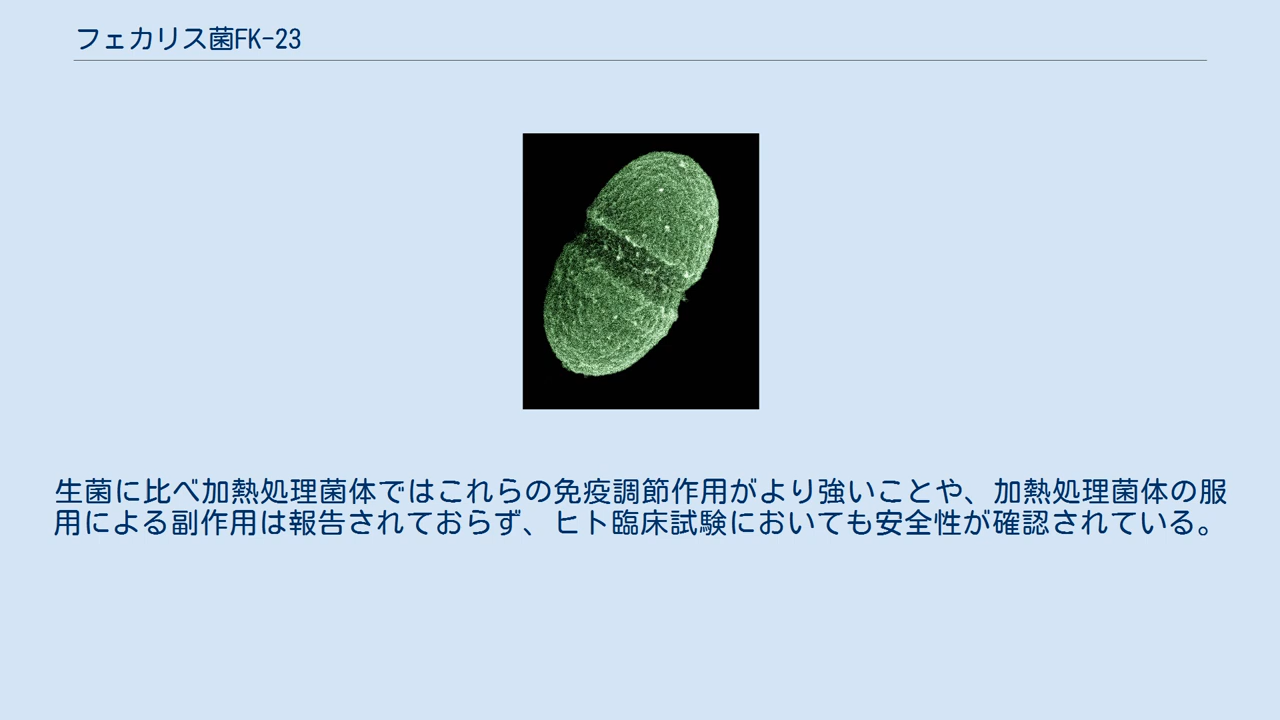 フェカリス菌FK-23
生菌に比べ加熱処理菌体ではこれらの免疫調節作用がより強いことや、加熱処理菌体の服
用による副作用は報告されておらず、ヒト臨床試験においても安全性が確認されている。